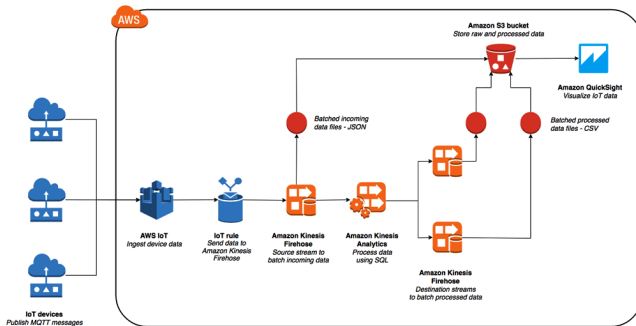 AWS
Amazon S3 bucket
Store raw and processed data
Amazon QuickSight
Visualize IoT data
Batched incoming
data files - JSON
Batched processed
data files - CSV
AWS IoT
Ingest device data
IoT rule
Send data to
Amazon Kinesis
Firehose
Amazon Kinesis
Firehose
Source stream to
batch incoming data
Amazon Kinesis
Analytics
Process data
using SQL
Amazon Kinesis
Firehose
Destination streams
to batch processed data
IoT devices
Publish MQTT messages